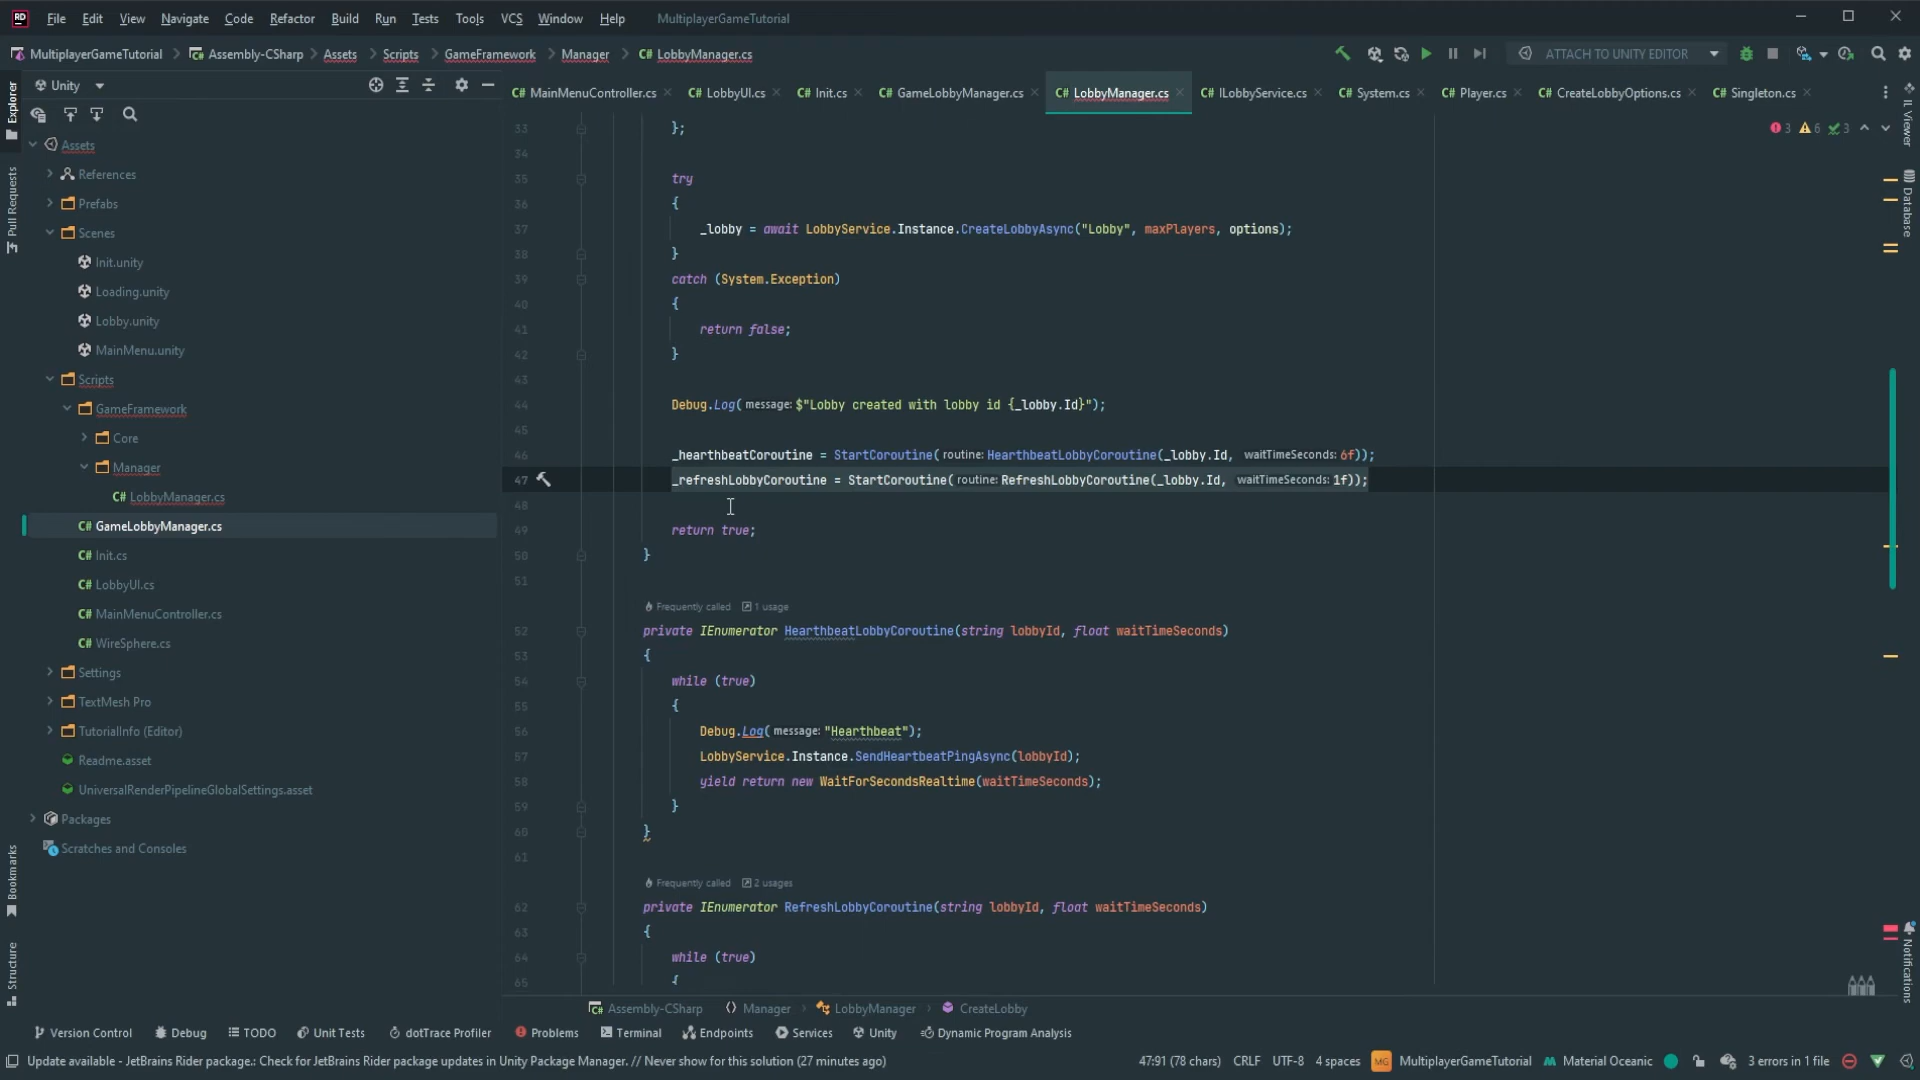 File Edit View Navigate Code Refactor Build Run Tests Tools VCS Window Help MultiplayerGameTutorial
MultiplayerGameTutorial Assembly-CSharp Assets Scripts GameFramework Manager C# LobbyManager.cs
ATTACH TO UNITY EDITOR
Unity
C# MainMenuController.cs C# LobbyUI.cs C# Init.cs C# GameLobbyManager.cs C# LobbyManager.cs C# ILobbyService.cs C# System.cs C# Player.cs C# CreateLobbyOptions.cs C# Singleton.cs
Explorer
Pull Requests
Bookmarks
Structure
Assets
References
Prefabs
Scenes
Init.unity
Loading.unity
Lobby.unity
MainMenu.unity
Scripts
GameFramework
Core
Manager
C# LobbyManager.cs
C# GameLobbyManager.cs
C# Init.cs
C# LobbyUI.cs
C# MainMenuController.cs
C# WireSphere.cs
Settings
TextMesh Pro
TutorialInfo (Editor)
Readme.asset
UniversalRenderPipelineGlobalSettings.asset
Packages
Scratches and Consoles
3 6 3
33 };
34
35 try
36 {
37 _lobby = await LobbyService.Instance.CreateLobbyAsync("Lobby", maxPlayers, options);
38 }
39 catch (System.Exception)
40 {
41 return false;
42 }
43
44 Debug.Log( message: $"Lobby created with lobby id {_lobby.Id}");
45
46 _hearthbeatCoroutine = StartCoroutine( routine: HearthbeatLobbyCoroutine(_lobby.Id, waitTimeSeconds: 6f));
47 _refreshLobbyCoroutine = StartCoroutine( routine: RefreshLobbyCoroutine(_lobby.Id, waitTimeSeconds: 1f));
48
49 return true;
50 }
51
Frequently called 1 usage
52 private IEnumerator HearthbeatLobbyCoroutine(string lobbyId, float waitTimeSeconds)
53 {
54 while (true)
55 {
56 Debug.Log( message: "Hearthbeat");
57 LobbyService.Instance.SendHeartbeatPingAsync(lobbyId);
58 yield return new WaitForSecondsRealtime(waitTimeSeconds);
59 }
60 }
61
Frequently called 2 usages
62 private IEnumerator RefreshLobbyCoroutine(string lobbyId, float waitTimeSeconds)
63 {
64 while (true)
65 {
IL Viewer
Database
Notifications
Assembly-CSharp Manager LobbyManager CreateLobby
Version Control Debug TODO Unit Tests dotTrace Profiler Problems Terminal Endpoints Services Unity Dynamic Program Analysis
Update available - JetBrains Rider package.: Check for JetBrains Rider package updates in Unity Package Manager. // Never show for this solution (27 minutes ago) 47:91 (78 chars) CRLF UTF-8 4 spaces MG MultiplayerGameTutorial Material Oceanic 3 errors in 1 file